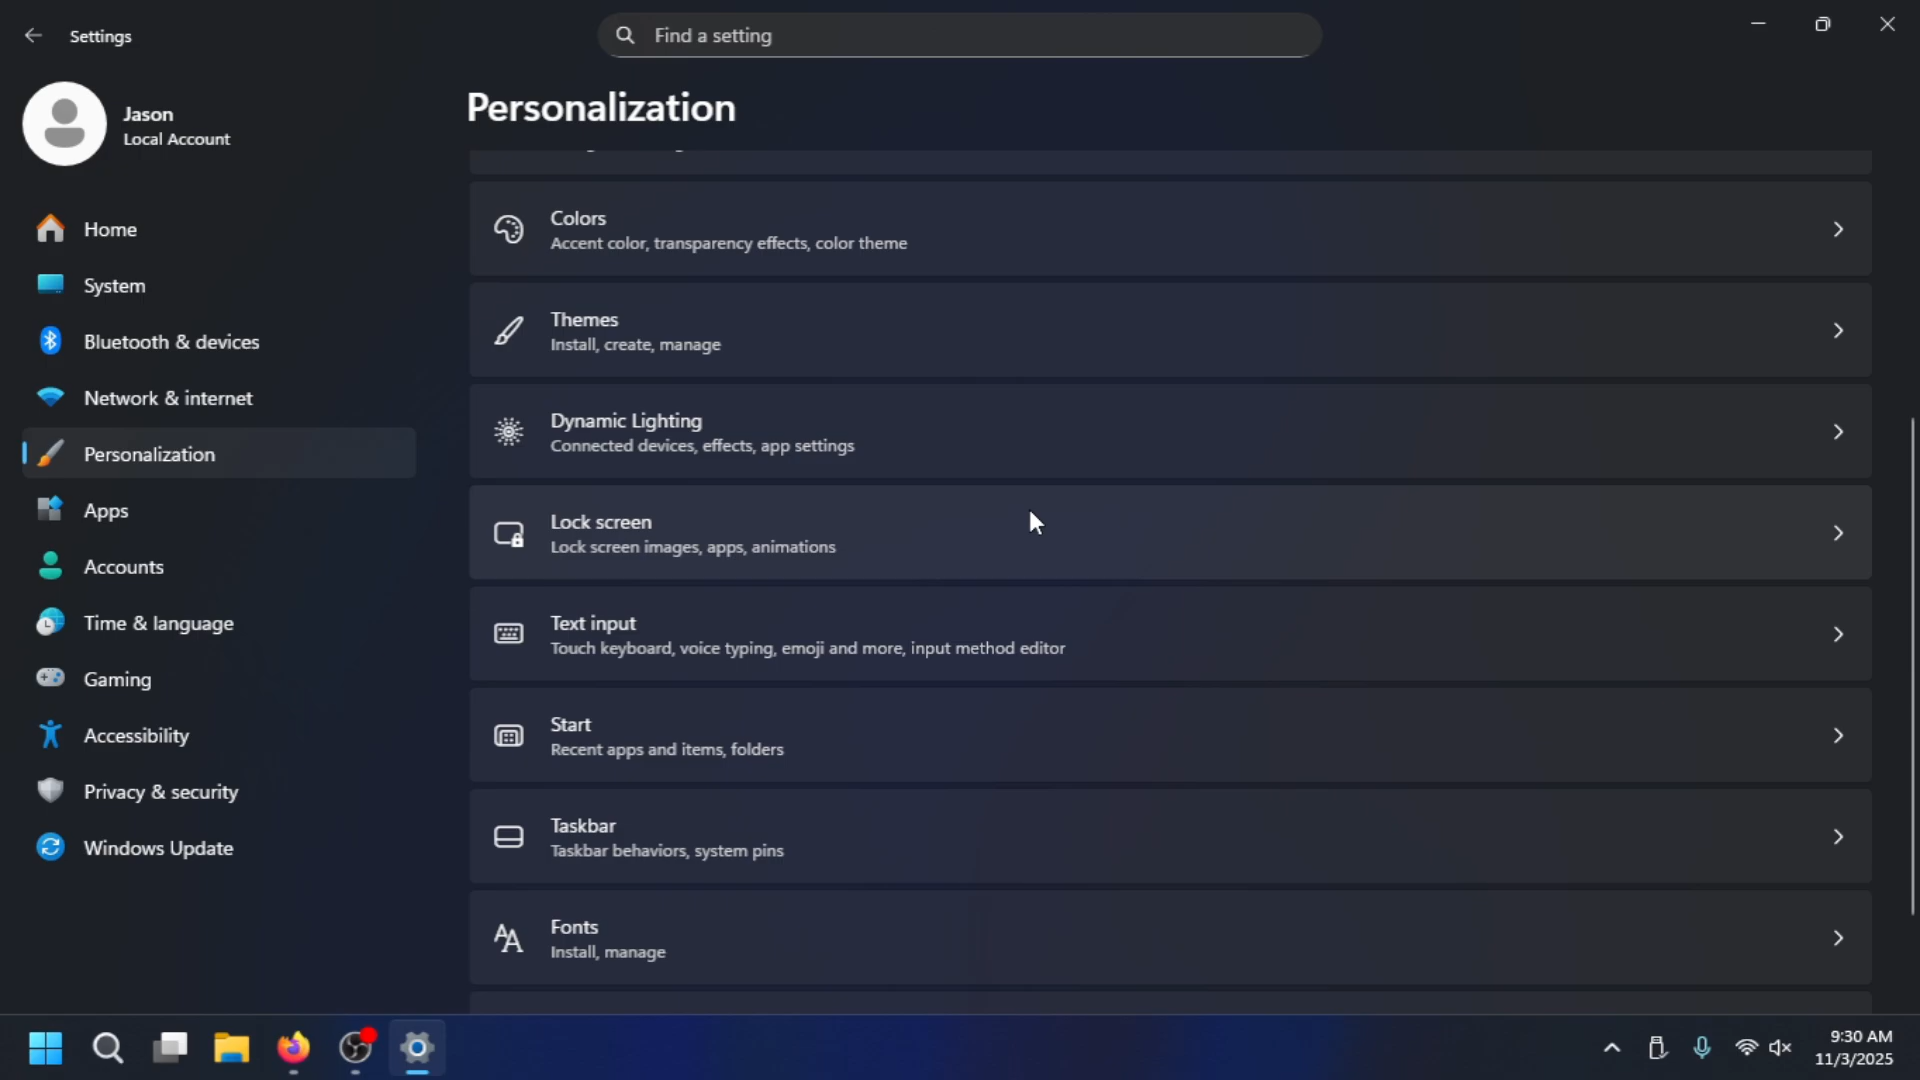 Settings
Find a setting
Jason
Local Account
Home
System
Bluetooth & devices
Network & internet
Personalization
Apps
Accounts
Time & language
Gaming
Accessibility
Privacy & security
Windows Update
Personalization
Colors
Accent color, transparency effects, color theme
Themes
Install, create, manage
Dynamic Lighting
Connected devices, effects, app settings
Lock screen
Lock screen images, apps, animations
Text input
Touch keyboard, voice typing, emoji and more, input method editor
Start
Recent apps and items, folders
Taskbar
Taskbar behaviors, system pins
Fonts
Install, manage
9:30 AM
11/3/2025